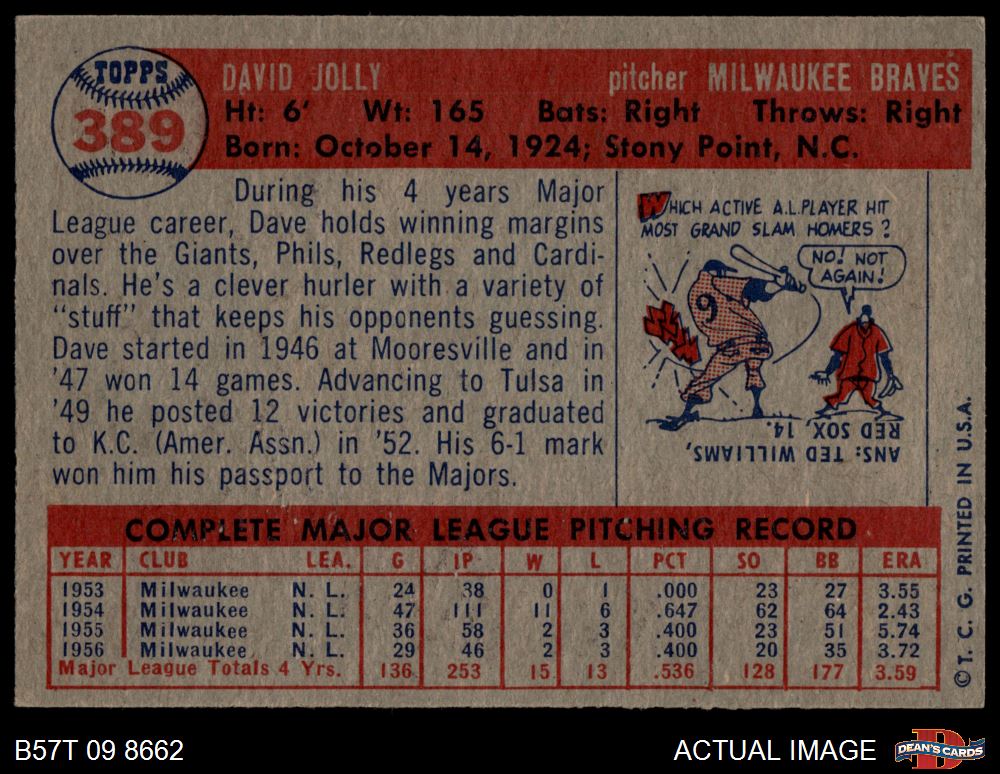 TOPPS
389
DAVID JOLLY pitcher MILWAUKEE BRAVES
Ht: 6' Wt: 165 Bats: Right Throws: Right
Born: October 14, 1924; Stony Point, N.C.
During his 4 years Major
League career, Dave holds winning margins
over the Giants, Phils, Redlegs and Cardi-
nals. He's a clever hurler with a variety of
"stuff" that keeps his opponents guessing.
Dave started in 1946 at Mooresville and in
'47 won 14 games. Advancing to Tulsa in
'49 he posted 12 victories and graduated
to K.C. (Amer. Assn.) in '52. His 6-1 mark
won him his passport to the Majors.
WHICH ACTIVE A.L. PLAYER HIT
MOST GRAND SLAM HOMERS?
NO! NOT
AGAIN!
9
ANS: TED WILLIAMS,
RED SOX, 14.
COMPLETE MAJOR LEAGUE PITCHING RECORD
YEAR CLUB LEA. G IP W L PCT SO BB ERA
1953 Milwaukee N. L. 24 38 0 1 .000 23 27 3.55
1954 Milwaukee N. L. 47 111 11 6 .647 62 64 2.43
1955 Milwaukee N. L. 36 58 2 3 .400 23 51 5.74
1956 Milwaukee N. L. 29 46 2 3 .400 20 35 3.72
Major League Totals 4 Yrs. 136 253 15 13 .536 128 177 3.59
© T. C. G. PRINTED IN U.S.A.
B57T 09 8662 ACTUAL IMAGE
DEAN'S CARDS